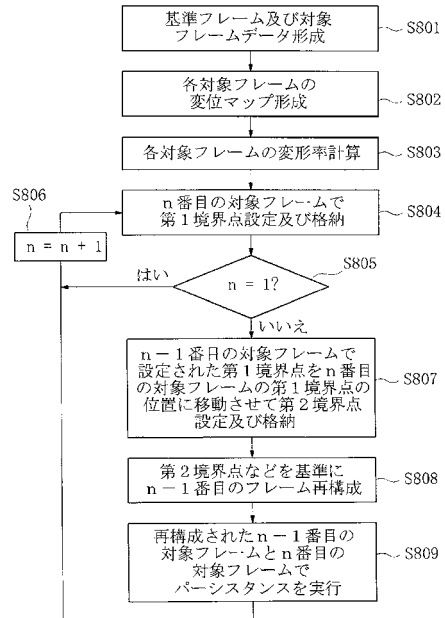 基準フレーム及び対象
フレームデータ形成
S801
各対象フレームの
変位マップ形成
S802
各対象フレームの変形率計算
S803
S806
n番目の対象フレームで
第1境界点設定及び格納
S804
n = n + 1
はい
n = 1?
S805
いいえ
n－1番目の対象フレームで
設定された第1境界点をn番目
の対象フレームの第1境界点の
位置に移動させて第2境界点
設定及び格納
S807
第2境界点などを基準に
n－1番目のフレーム再構成
S808
再構成されたn－1番目の
対象フレームとn番目の
対象フレームで
パーシスタンスを実行
S809